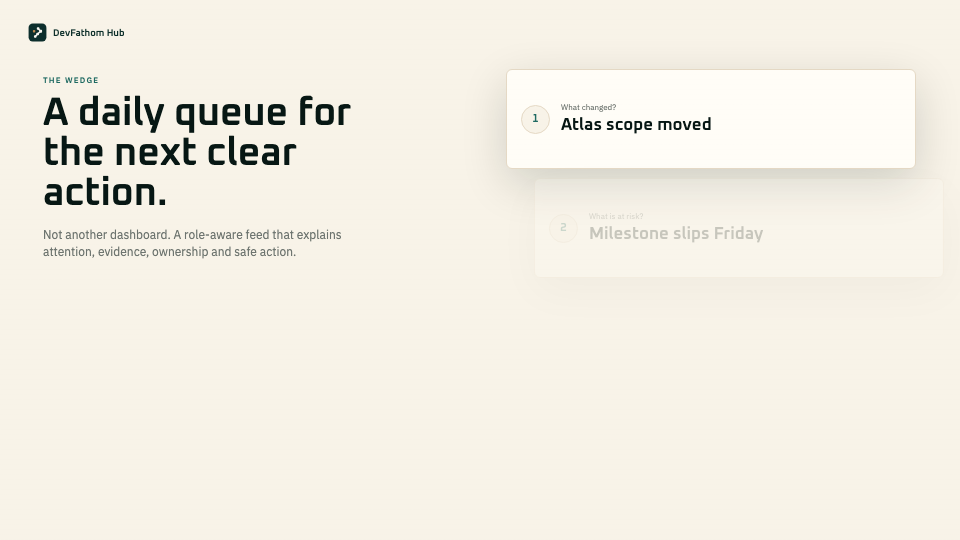 DevFathom Hub
THE WEDGE
A daily queue for
the next clear
action.
Not another dashboard. A role-aware feed that explains
attention, evidence, ownership and safe action.
1
What changed?
Atlas scope moved
2
What is at risk?
Milestone slips Friday